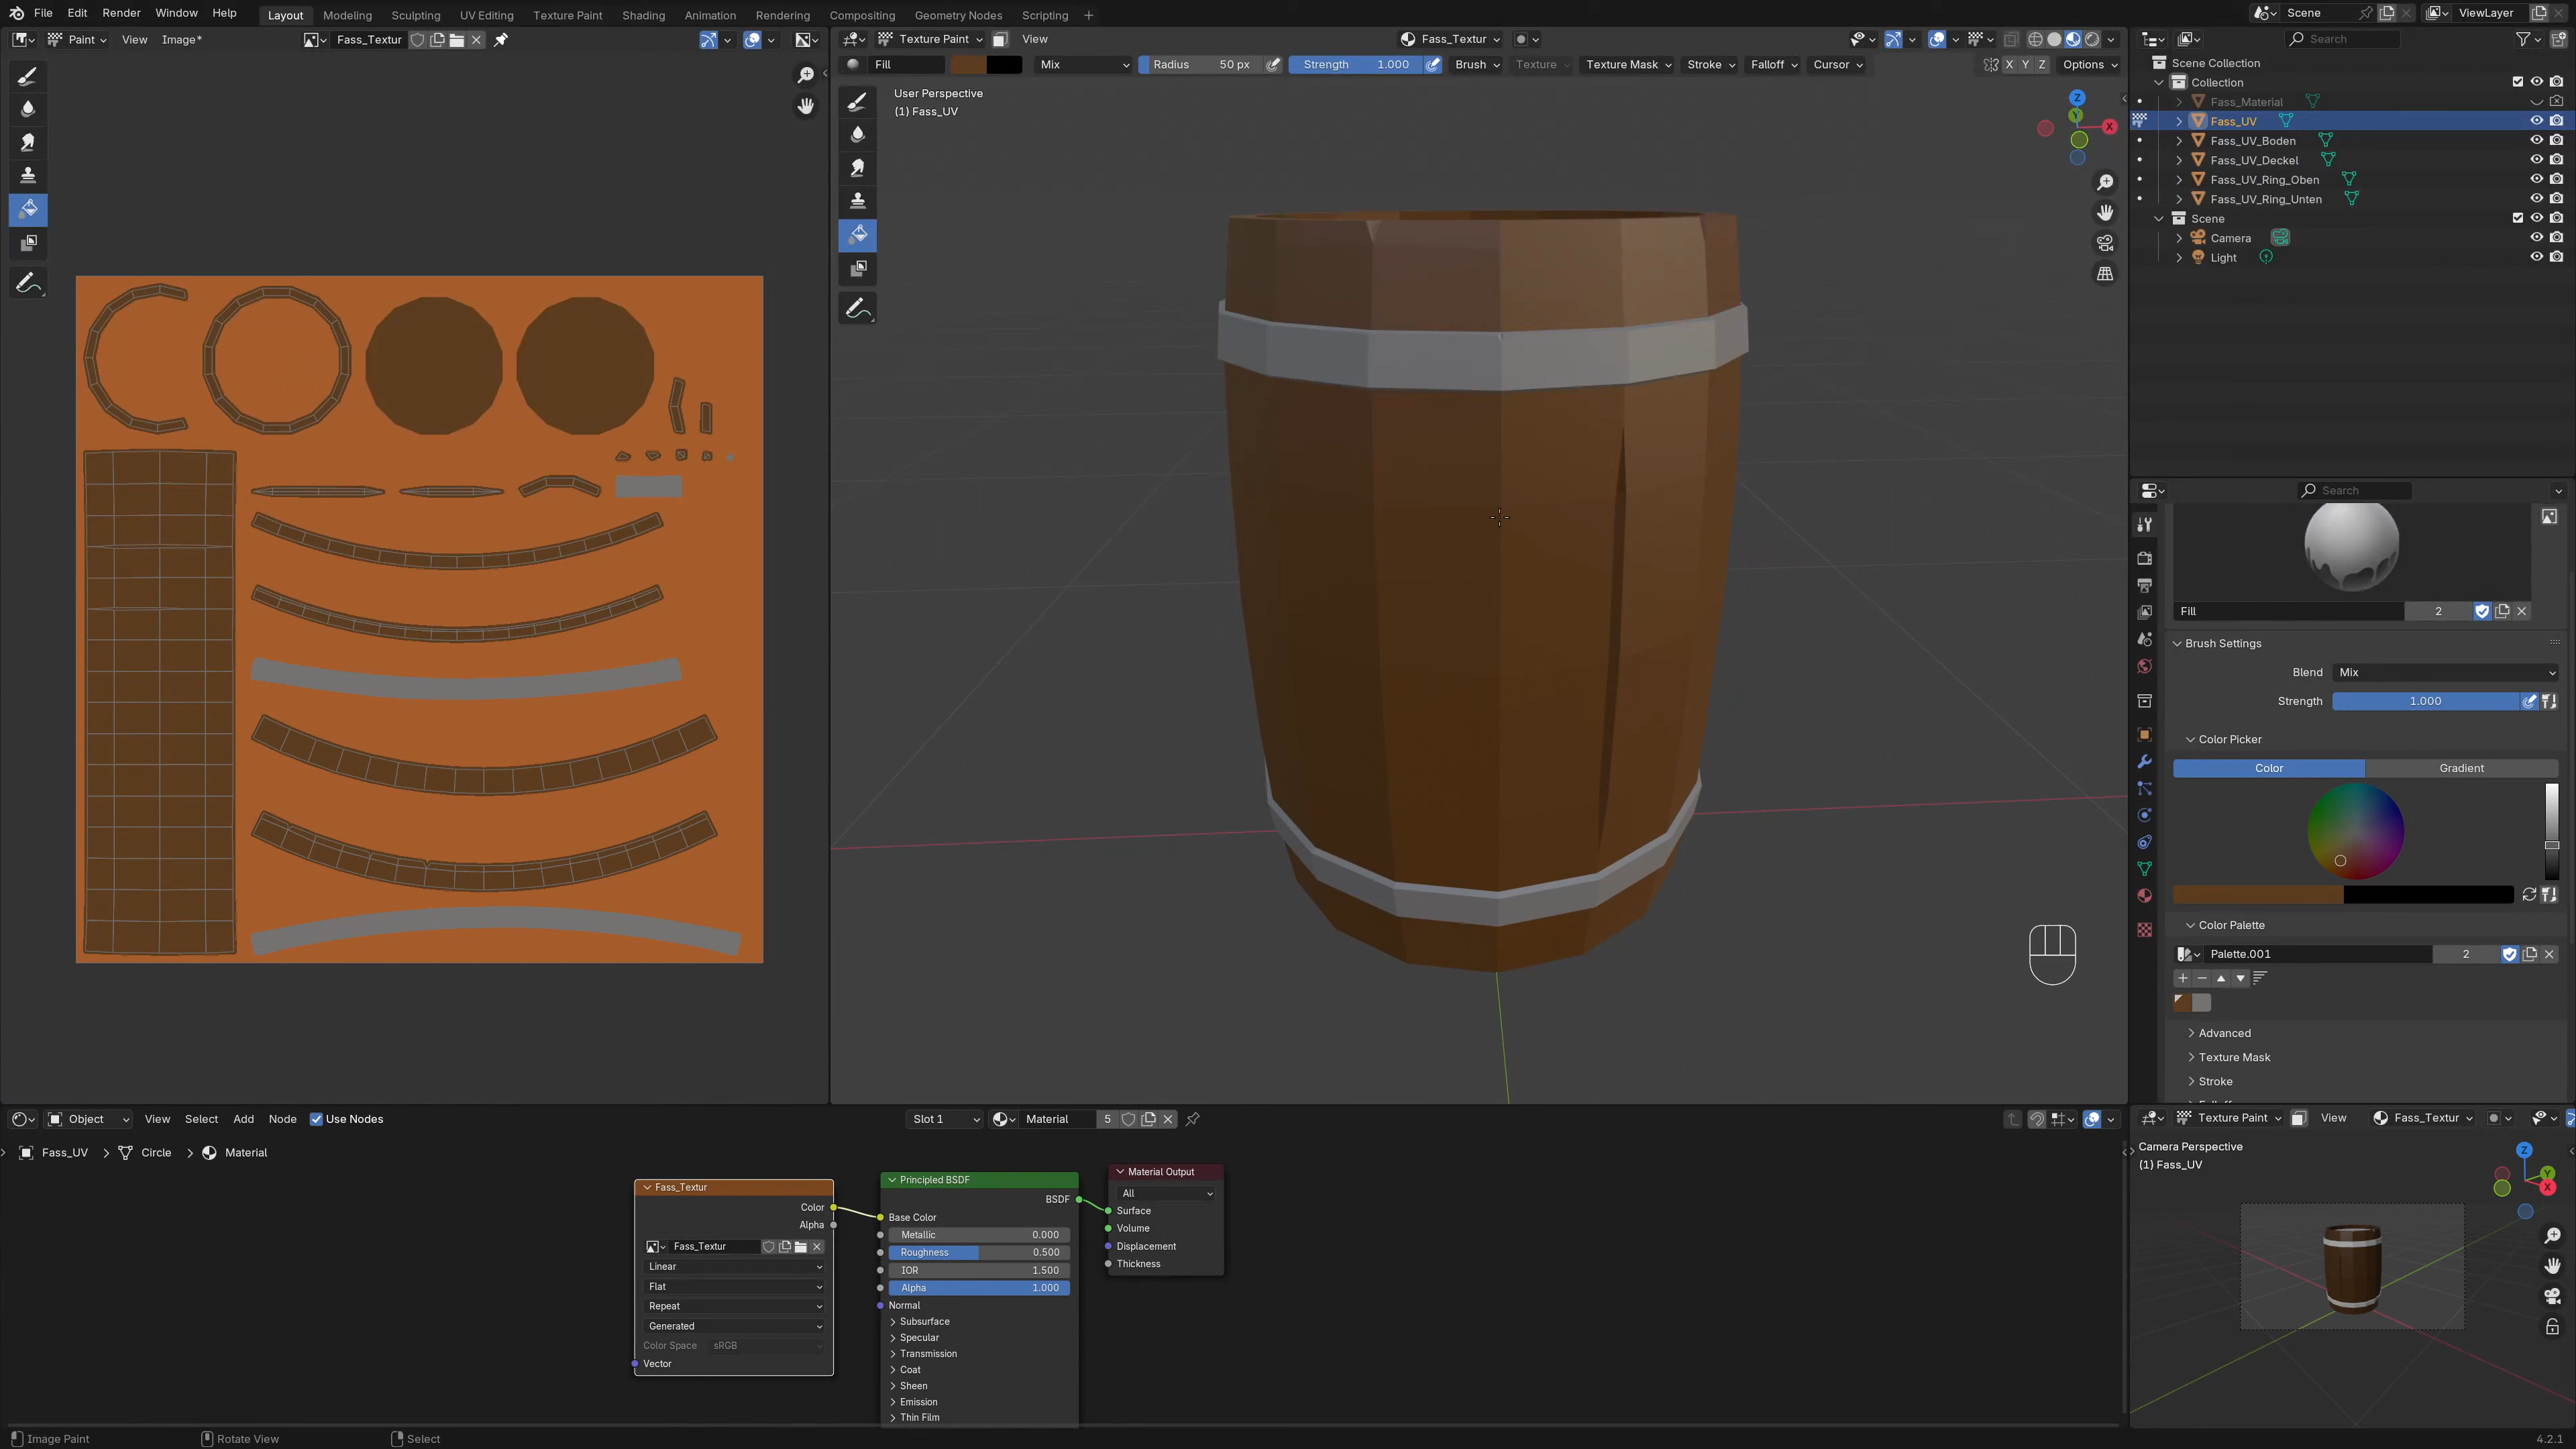 File Edit Render Window Help Layout Modeling Sculpting UV Editing Texture Paint Shading Animation Rendering Compositing Geometry Nodes Scripting + Scene ViewLayer
Paint View Image* Fass_Textur
Texture Paint View Fass_Textur
Search
Fill Mix Radius 50 px Strength 1.000 Brush Texture Texture Mask Stroke Falloff Cursor X Y Z Options
User Perspective
(1) Fass_UV
Z
Y
X
Scene Collection
Collection
Fass_Material
Fass_UV
Fass_UV_Boden
Fass_UV_Deckel
Fass_UV_Ring_Oben
Fass_UV_Ring_Unten
Scene
Camera
Light
Search
Fill 2
Brush Settings
Blend Mix
Strength 1.000
Color Picker
Color Gradient
Color Palette
Palette.001 2
Advanced
Texture Mask
Stroke
Object View Select Add Node Use Nodes Slot 1 Material 5
Fass_UV Circle Material
Fass_Textur
Color
Alpha
Fass_Textur
Linear
Flat
Repeat
Generated
Color Space sRGB
Vector
Principled BSDF
BSDF
Base Color
Metallic 0.000
Roughness 0.500
IOR 1.500
Alpha 1.000
Normal
Subsurface
Specular
Transmission
Coat
Sheen
Emission
Thin Film
Material Output
All
Surface
Volume
Displacement
Thickness
Texture Paint View Fass_Textur
Camera Perspective
(1) Fass_UV
Z
Y
X
Image Paint Rotate View Select 4.2.1